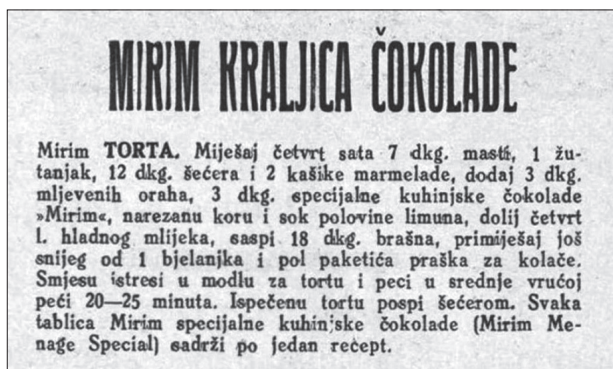 MIRIM KRALJICA ČOKOLADE
Mirim TORTA. Miješaj četvrt sata 7 dkg. masti, 1 žu-
tanjak, 12 dkg. šećera i 2 kašike marmelade, dodaj 3 dkg.
mljevenih oraha, 3 dkg. specijalne kuhinjske čokolade
»Mirim«, narezanu koru i sok polovine limuna, dolij četvrt
l. hladnog mlijeka, saspi 18 dkg. brašna, primiješaj još
snijeg od 1 bjelanjka i pol paketića praška za kolače.
Smjesu istresi u modlu za tortu i peci u srednje vrućoj
peći 20—25 minuta. Ispečenu tortu pospi šećerom. Svaka
tablica Mirim specijalne kuhinjske čokolade (Mirim Me-
nage Special) sadrži po jedan recept.